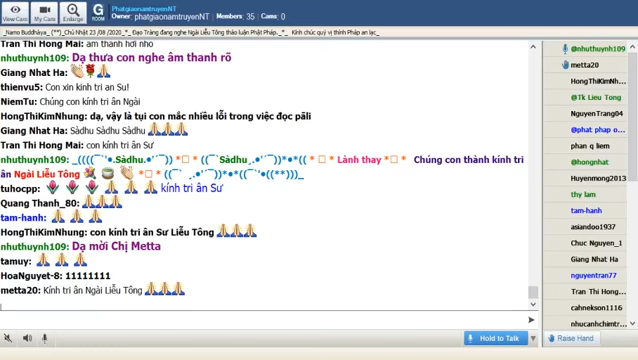 PhatgiaonamtruyenNT
Owner: phatgiaonamtruyenNT Members: 35 Cams: 0
View Cam
My Cam
Enlarge
G
ROOM
_Namo Buddhāya_ (_)_Chủ Nhật 23 /08 /2020_* _Đạo Tràng đang nghe Ngài Liễu Tông thảo luận Phật Pháp._*_ Kính chúc quý vị thính Pháp an lạc_
Tran Thi Hong Mai: âm thanh hơi nhỏ
nhuthuynh109: Dạ thưa con nghe âm thanh rõ
Giang Nhat Ha:
thienvu5: Con xin kinh tri an Su!
NiemTu: Chúng con kính tri ân Ngài
HongThiKimNhung: dạ, vậy là tụi con mắc nhiều lỗi trong việc đọc pāli
Giang Nhat Ha: Sādhu Sādhu Sādhu
Tran Thi Hong Mai: con kính tri ân Sư
nhuthuynh109: Sādhu Sādhu Lành thay Chúng con thành kính tri
ân Ngài Liễu Tông
tuhocpp: kính tri ân Sư
Quang Thanh_80:
tam-hanh:
HongThiKimNhung: con kính tri ân Sư Liễu Tông
nhuthuynh109: Dạ mời Chị Metta
tamuy:
HoaNguyet-8: 11111111
metta20: Kính tri ân Ngài Liễu Tông
Hold to Talk
@nhuthuynh109
metta20
HongThiKimNh
@Tk Lieu Tong
NguyenTrang04
@phat phap o
phan q kiem
@hongnhat
Huyenmong2013
thy lam
tam-hanh
asiandoo1937
Chuc Nguyen_1
Giang Nhat Ha
nguyentran77
Tran Thi Hong
cahnekson1116
nhucanhchimtr
Raise Hand